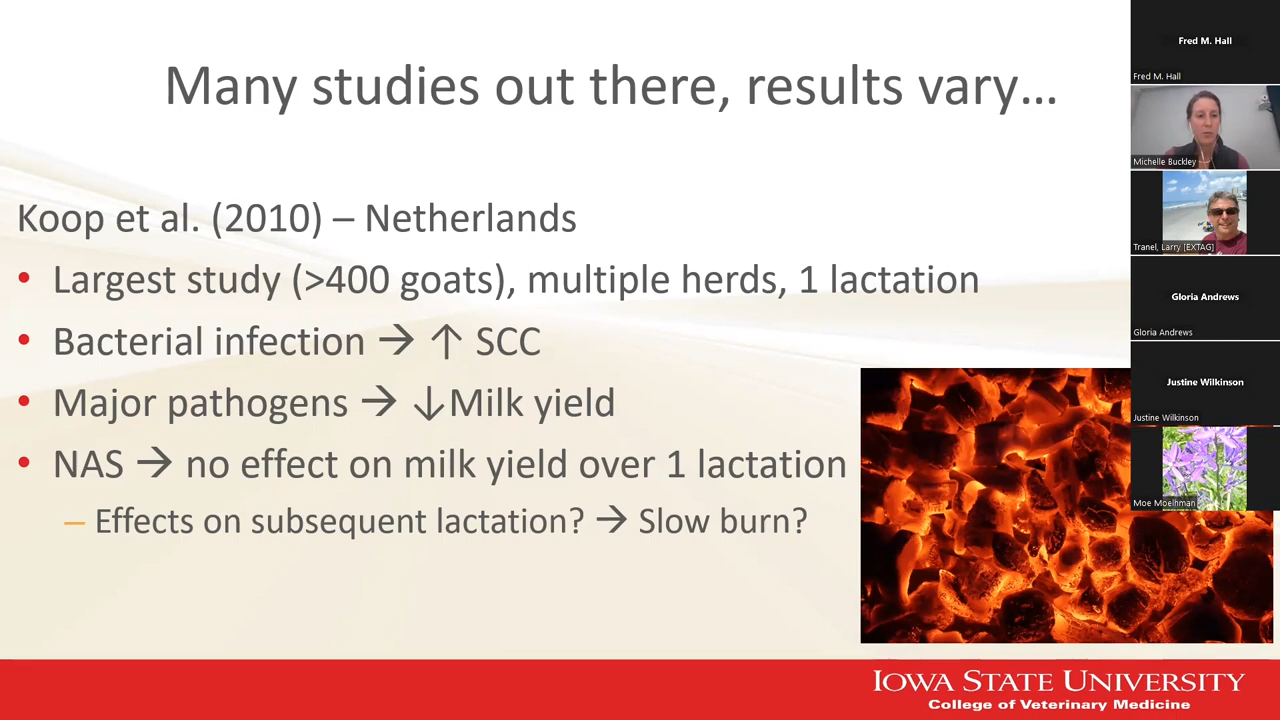 Many studies out there, results vary…
Koop et al. (2010) – Netherlands
• Largest study (>400 goats), multiple herds, 1 lactation
• Bacterial infection → ↑ SCC
• Major pathogens → ↓Milk yield
• NAS → no effect on milk yield over 1 lactation
– Effects on subsequent lactation? → Slow burn?
IOWA STATE UNIVERSITY
College of Veterinary Medicine
Fred M. Hall
Fred M. Hall
Michelle Buckley
Tranel, Larry [EXTAG]
Gloria Andrews
Gloria Andrews
Justine Wilkinson
Justine Wilkinson
Moe Moelhman